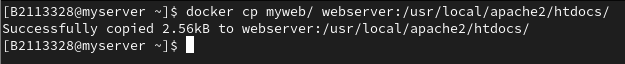 [B2113328@myserver ~]$ docker cp myweb/ webserver:/usr/local/apache2/htdocs/
Successfully copied 2.56kB to webserver:/usr/local/apache2/htdocs/
[B2113328@myserver ~]$